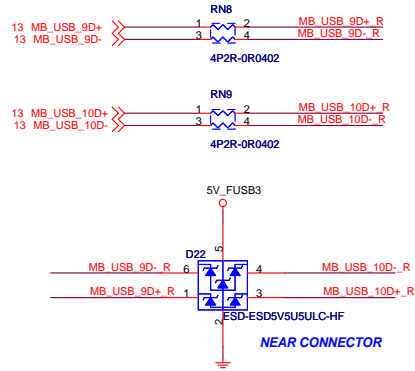 RN8
13 MB_USB_9D+ 1 2 MB_USB_9D+_R
13 MB_USB_9D- 3 4 MB_USB_9D-_R
4P2R-0R0402
RN9
13 MB_USB_10D+ 1 2 MB_USB_10D+_R
13 MB_USB_10D- 3 4 MB_USB_10D-_R
4P2R-0R0402
5V_FUSB3
D22 5
MB_USB_9D-_R 6 4 MB_USB_10D-_R
MB_USB_9D+_R 1 3 MB_USB_10D+_R
2 ESD-ESD5V5U5ULC-HF
NEAR CONNECTOR